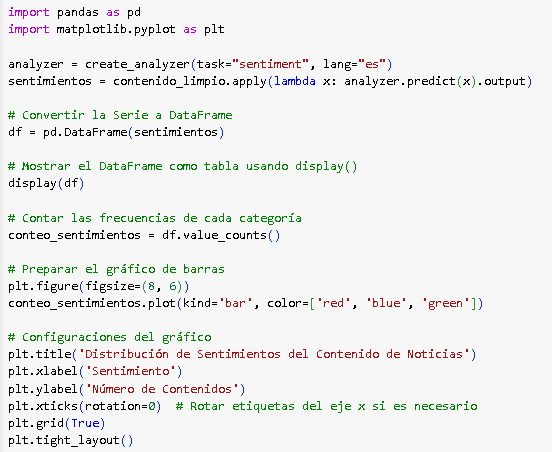 import pandas as pd
import matplotlib.pyplot as plt
analyzer = create_analyzer(task="sentiment", lang="es")
sentimientos = contenido_limpio.apply(lambda x: analyzer.predict(x).output)
# Convertir la Serie a DataFrame
df = pd.DataFrame(sentimientos)
# Mostrar el DataFrame como tabla usando display()
display(df)
# Contar las frecuencias de cada categoría
conteo_sentimientos = df.value_counts()
# Preparar el gráfico de barras
plt.figure(figsize=(8, 6))
conteo_sentimientos.plot(kind='bar', color=['red', 'blue', 'green'])
# Configuraciones del gráfico
plt.title('Distribución de Sentimientos del Contenido de Noticias')
plt.xlabel('Sentimiento')
plt.ylabel('Número de Contenidos')
plt.xticks(rotation=0)  # Rotar etiquetas del eje x si es necesario
plt.grid(True)
plt.tight_layout()